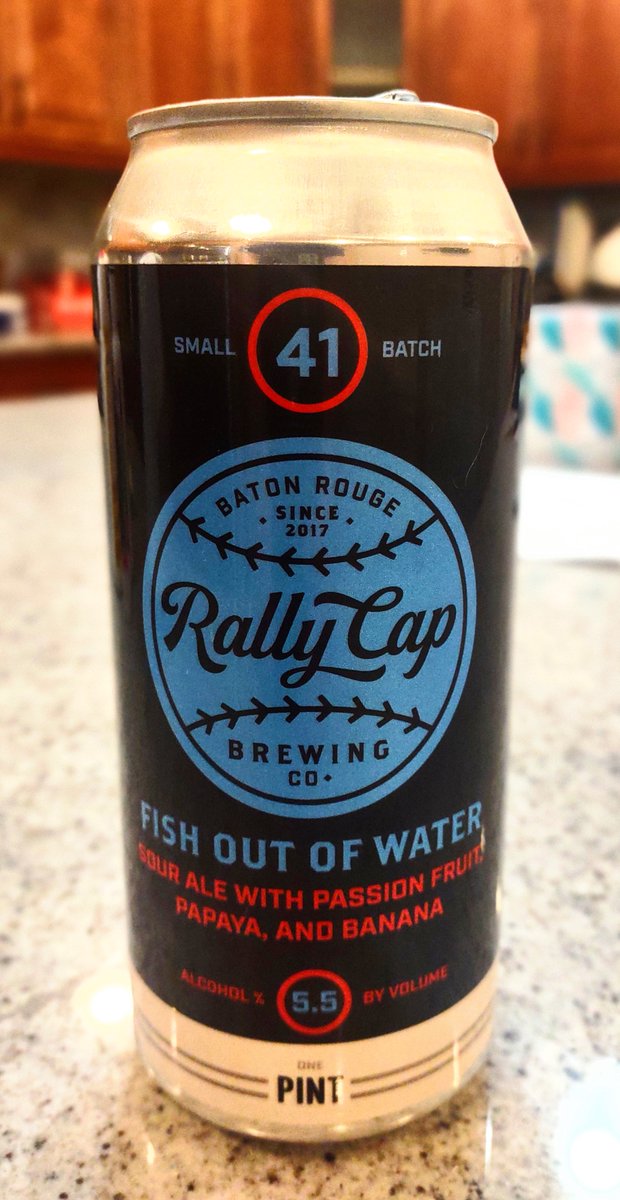 SMALL 41 BATCH
BATON ROUGE
• SINCE •
2017
Rally Cap
BREWING
CO•
FISH OUT OF WATER
SOUR ALE WITH PASSION FRUIT,
PAPAYA, AND BANANA
ALCOHOL % 5.5 BY VOLUME
ONE
PINT